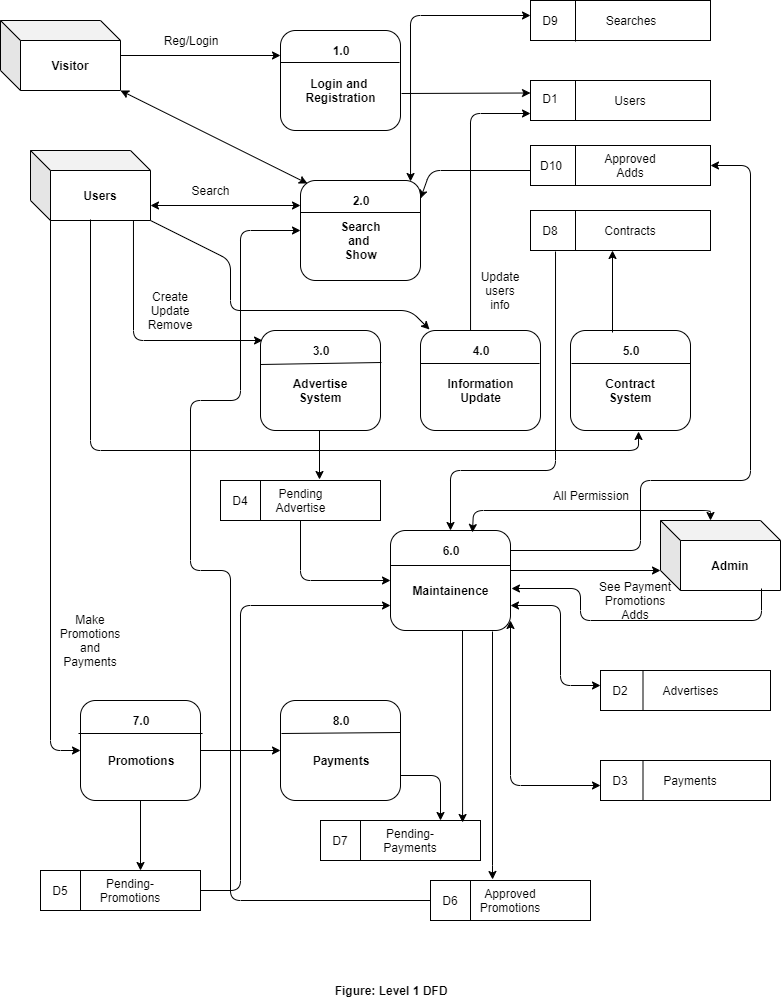 D9
Searches
Reg/Login
1.0
Visitor
Login and
Registration
D1
Users
D10
Approved
Adds
Users
Search
2.0
Search
and
Show
D8
Contracts
Update
users
info
Create
Update
Remove
3.0
Advertise
System
4.0
Information
Update
5.0
Contract
System
D4
Pending
Advertise
All Permission
6.0
Maintainence
Admin
See Payment
Promotions
Adds
Make
Promotions
and
Payments
D2
Advertises
7.0
Promotions
8.0
Payments
D3
Payments
D7
Pending-
Payments
D5
Pending-
Promotions
D6
Approved
Promotions
Figure: Level 1 DFD